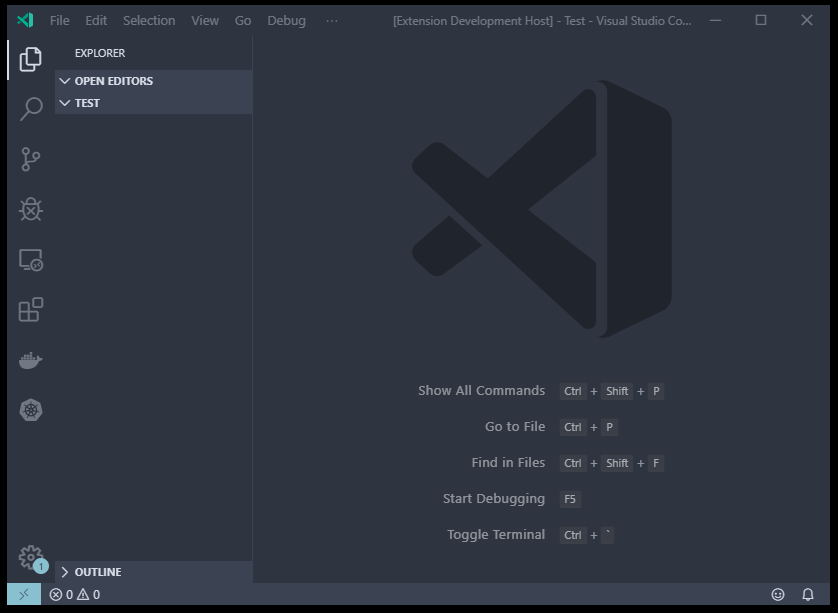 File Edit Selection View Go Debug ··· [Extension Development Host] - Test - Visual Studio Co...
EXPLORER
OPEN EDITORS
TEST
Show All Commands Ctrl + Shift + P
Go to File Ctrl + P
Find in Files Ctrl + Shift + F
Start Debugging F5
Toggle Terminal Ctrl + `
1
OUTLINE
0 0